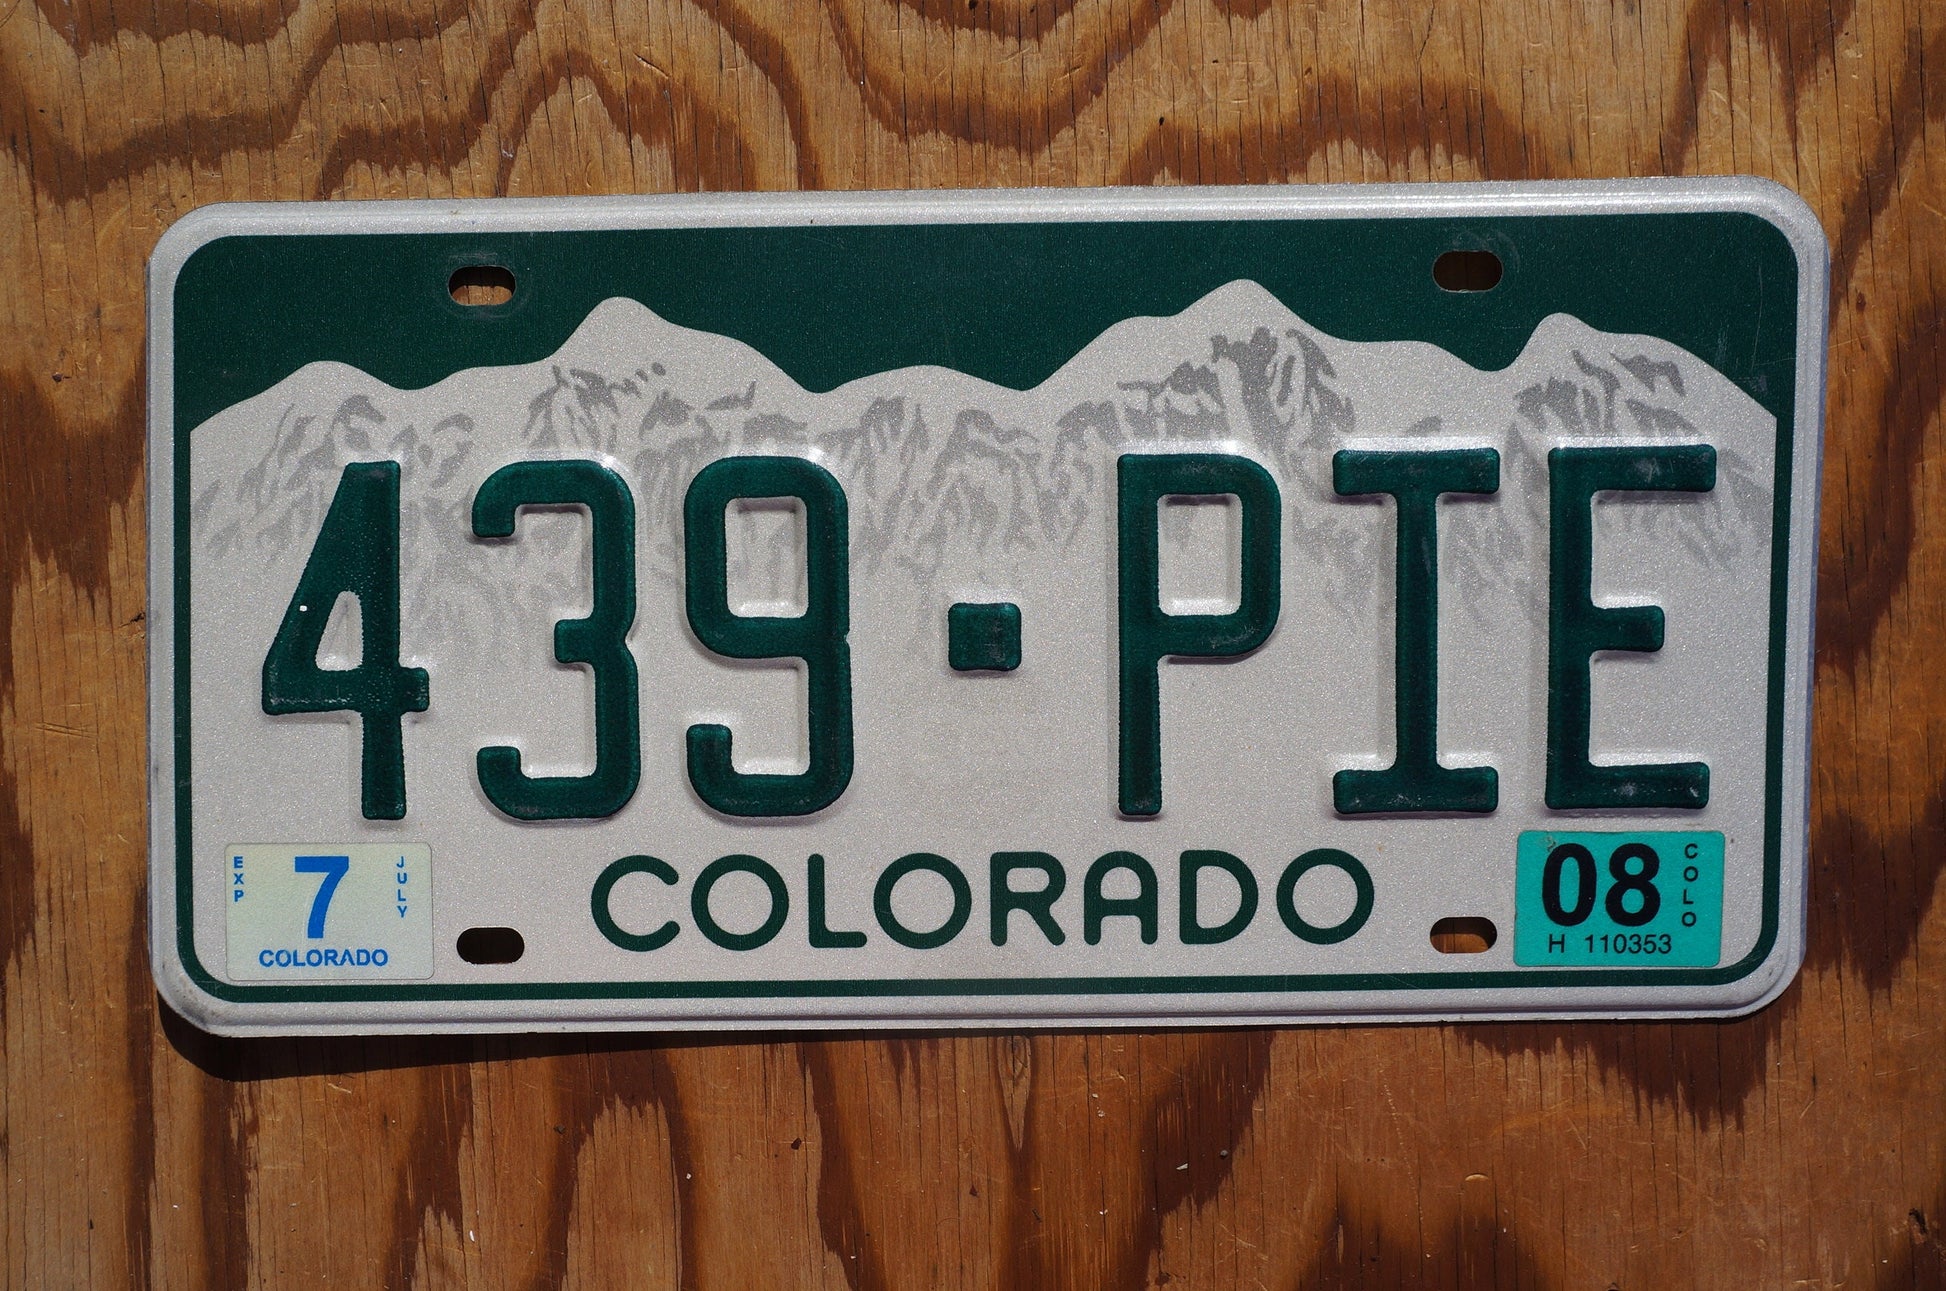 439·PIE
EXP 7 JULY
COLORADO
COLORADO
08 COLO
H 110353